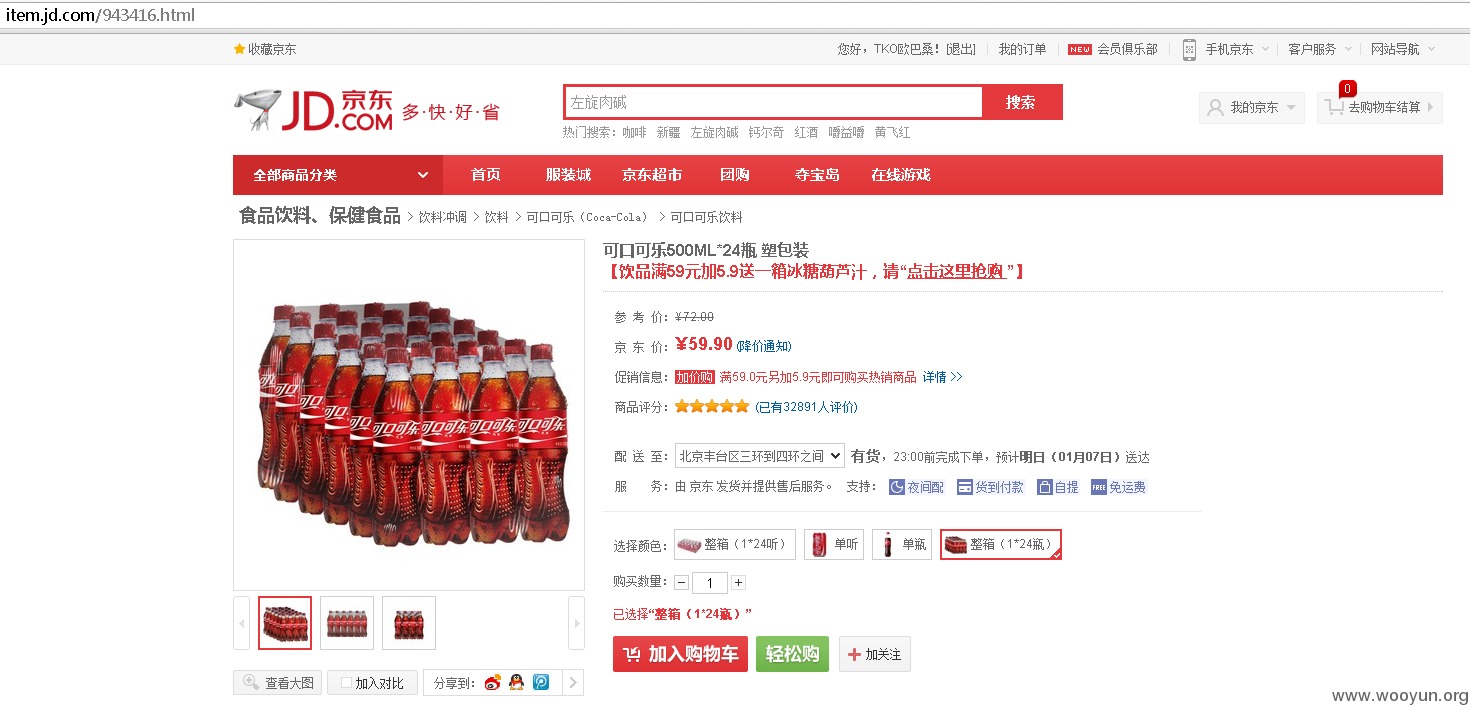 item.jd.com/943416.html
收藏京东
您好，TKO欧巴桑！[退出] 我的订单 NEW 会员俱乐部 手机京东 客户服务 网站导航
JD 京东 .COM 多·快·好·省
左旋肉碱 搜索
我的京东 0 去购物车结算
热门搜索： 咖啡 新疆 左旋肉碱 钙尔奇 红酒 嚼益嚼 黄飞红
全部商品分类 首页 服装城 京东超市 团购 夺宝岛 在线游戏
食品饮料、保健食品 > 饮料冲调 > 饮料 > 可口可乐（Coca-Cola） > 可口可乐饮料
可口可乐500ML*24瓶 塑包装
【饮品满59元加5.9送一箱冰糖葫芦汁，请“点击这里抢购 ”】
参 考 价： ¥72.00
京 东 价： ¥59.90 (降价通知)
促销信息： 加价购 满59.0元另加5.9元即可购买热销商品 详情 >>
商品评分： (已有32891人评价)
配 送 至： 北京丰台区三环到四环之间 有货，23:00前完成下单，预计明日（01月07日）送达
服 务： 由 京东 发货并提供售后服务。 支持： 夜间配 货到付款 自提 FREE 免运费
选择颜色： 整箱（1*24听） 单听 单瓶 整箱（1*24瓶）
购买数量： − 1 +
已选择“整箱（1*24瓶）”
加入购物车 轻松购 加关注
可口可乐 可口可乐 可口可乐 可口可乐
查看大图 加入对比 分享到：
www.wooyun.org